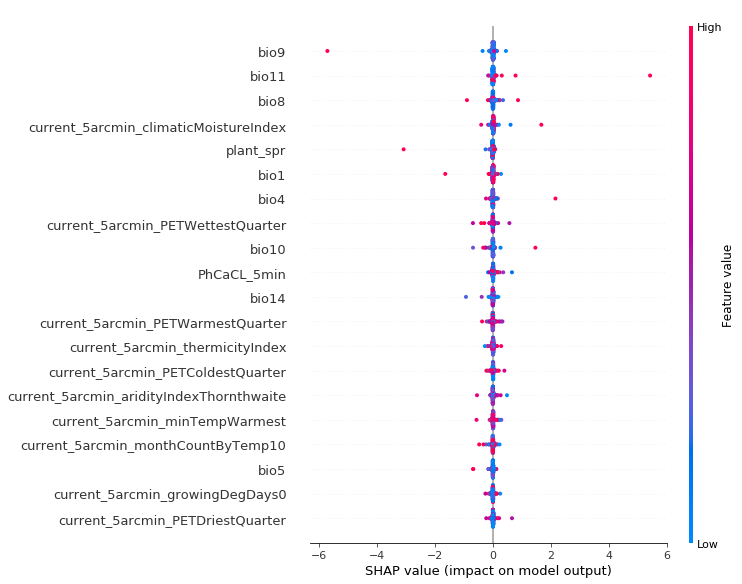 High
bio9
bio11
bio8
current_5arcmin_climaticMoistureIndex
plant_spr
bio1
bio4
current_5arcmin_PETWettestQuarter
bio10
PhCaCL_5min
bio14
current_5arcmin_PETWarmestQuarter
current_5arcmin_thermicityIndex
current_5arcmin_PETColdestQuarter
current_5arcmin_aridityIndexThornthwaite
current_5arcmin_minTempWarmest
current_5arcmin_monthCountByTemp10
bio5
current_5arcmin_growingDegDays0
current_5arcmin_PETDriestQuarter
Feature value
Low
−6 −4 −2 0 2 4 6
SHAP value (impact on model output)